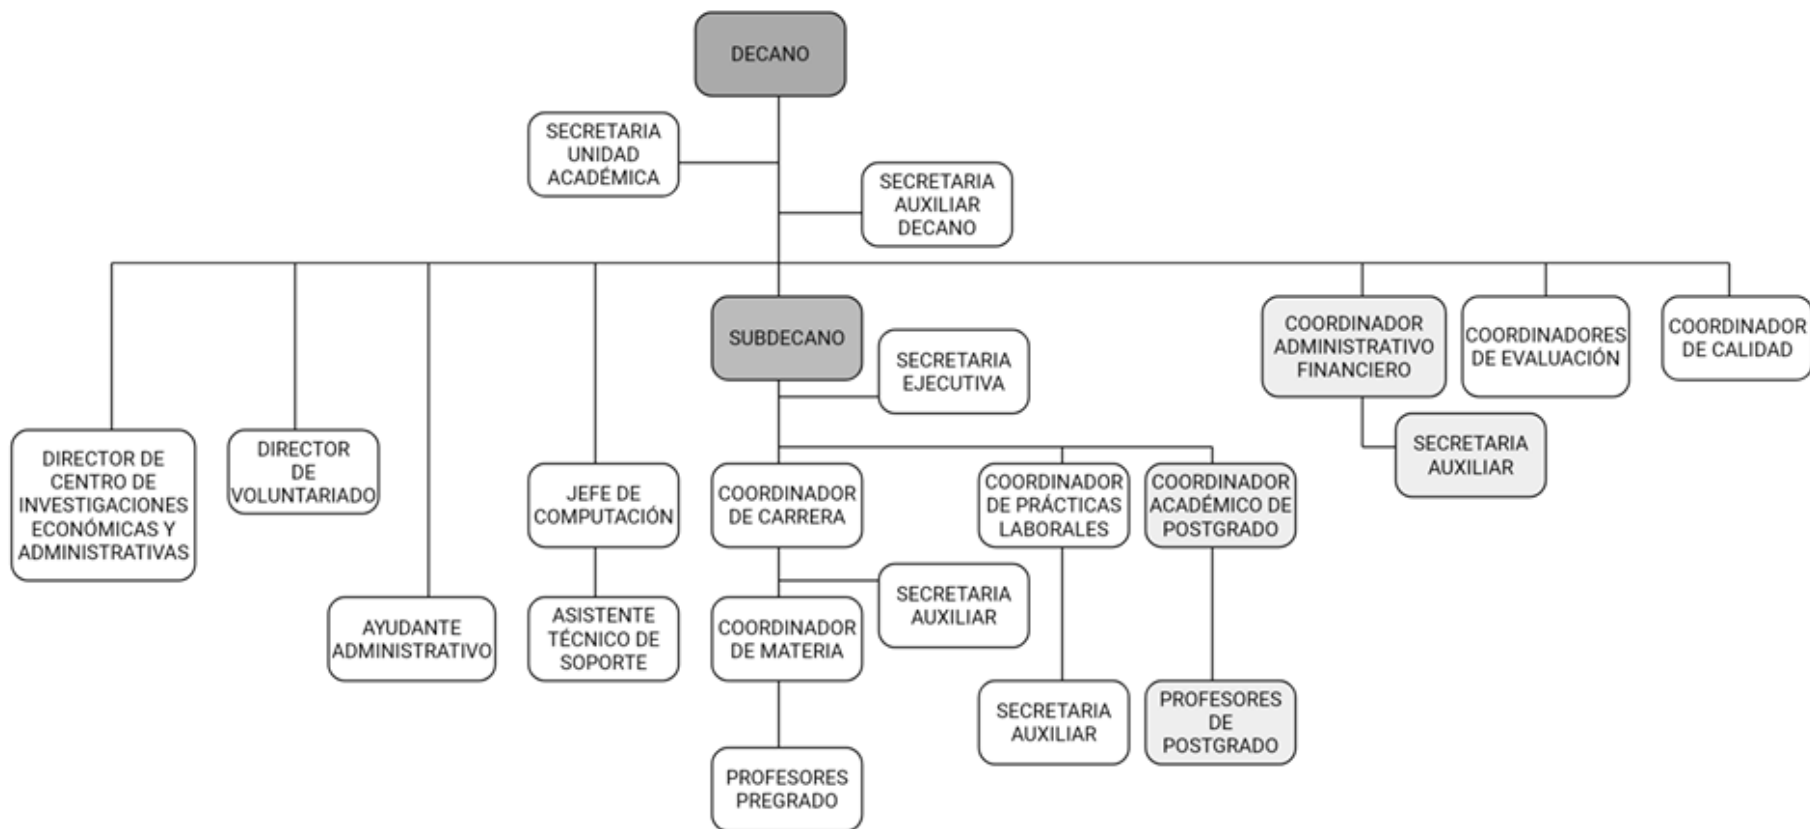 DECANO
SECRETARIA
UNIDAD
ACADÉMICA
SECRETARIA
AUXILIAR
DECANO
SUBDECANO
COORDINADOR
ADMINISTRATIVO
FINANCIERO
COORDINADORES
DE EVALUACIÓN
COORDINADOR
DE CALIDAD
SECRETARIA
EJECUTIVA
SECRETARIA
AUXILIAR
DIRECTOR DE
CENTRO DE
INVESTIGACIONES
ECONÓMICAS Y
ADMINISTRATIVAS
DIRECTOR
DE
VOLUNTARIADO
JEFE DE
COMPUTACIÓN
COORDINADOR
DE CARRERA
COORDINADOR
DE PRÁCTICAS
LABORALES
COORDINADOR
ACADÉMICO DE
POSTGRADO
AYUDANTE
ADMINISTRATIVO
ASISTENTE
TÉCNICO DE
SOPORTE
COORDINADOR
DE MATERIA
SECRETARIA
AUXILIAR
SECRETARIA
AUXILIAR
PROFESORES
DE
POSTGRADO
PROFESORES
PREGRADO